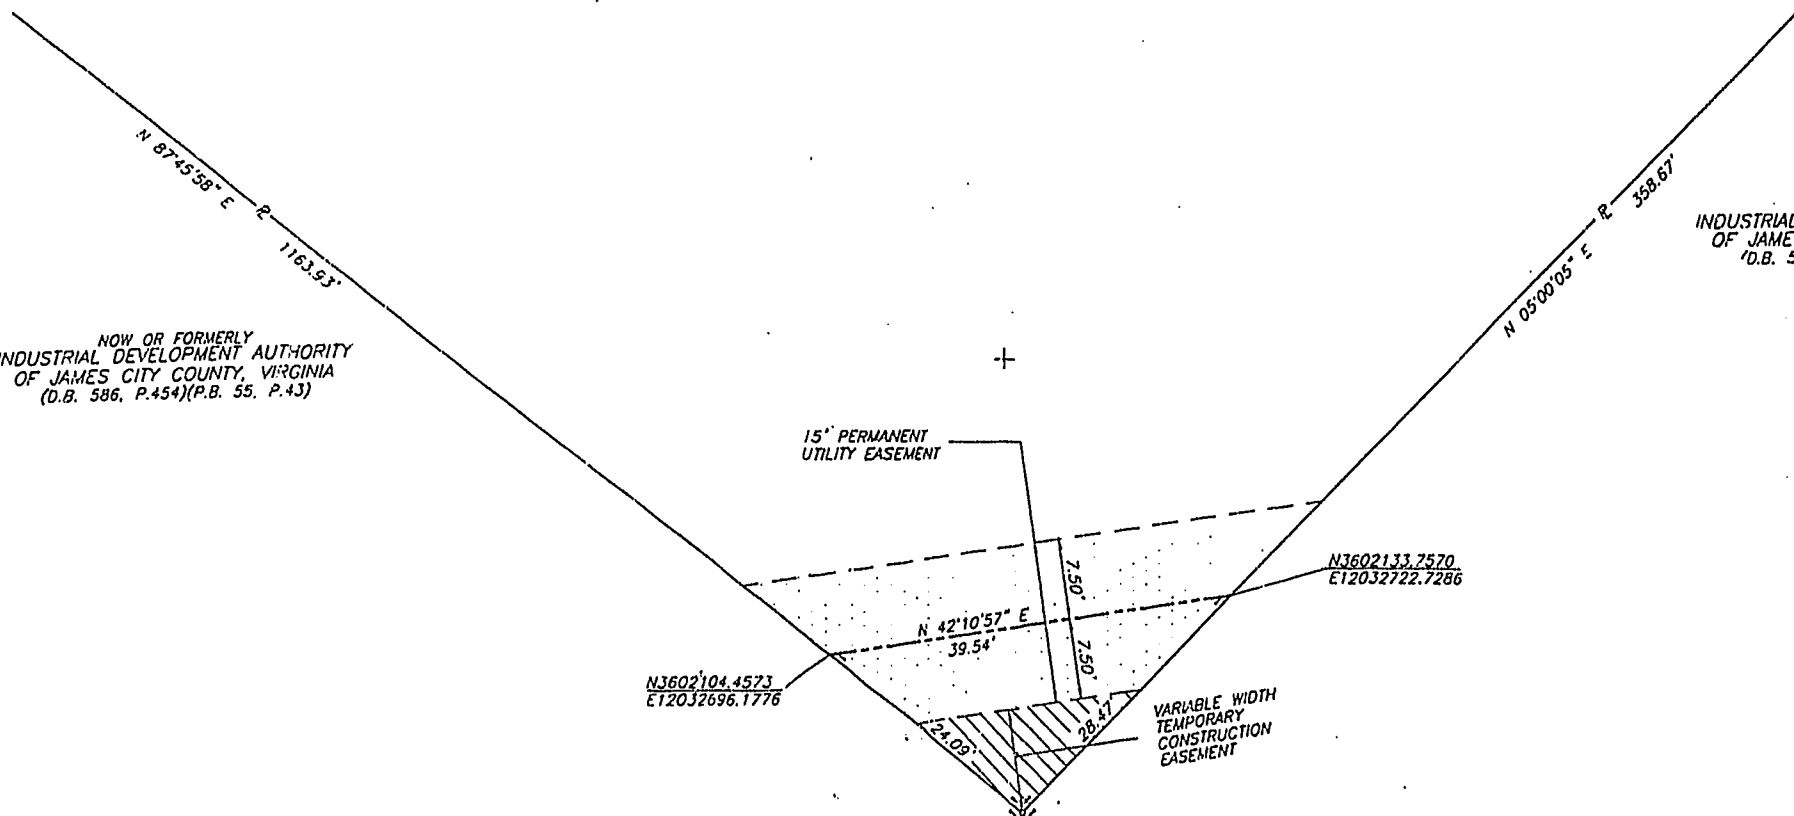 N 87°45'58" E
PL
1163.93'
NOW OR FORMERLY
INDUSTRIAL DEVELOPMENT AUTHORITY
OF JAMES CITY COUNTY, VIRGINIA
(D.B. 586, P.454)(P.B. 55, P.43)
358.67'
PL
N 05°00'05" E
INDUSTRIAL
OF JAME
(D.B. 5
15' PERMANENT
UTILITY EASEMENT
N3602133.7570
E12032722.7286
7.50'
N 42°10'57" E
39.54'
7.50'
N3602104.4573
E12032696.1776
24.09'
28.47'
VARIABLE WIDTH
TEMPORARY
CONSTRUCTION
EASEMENT